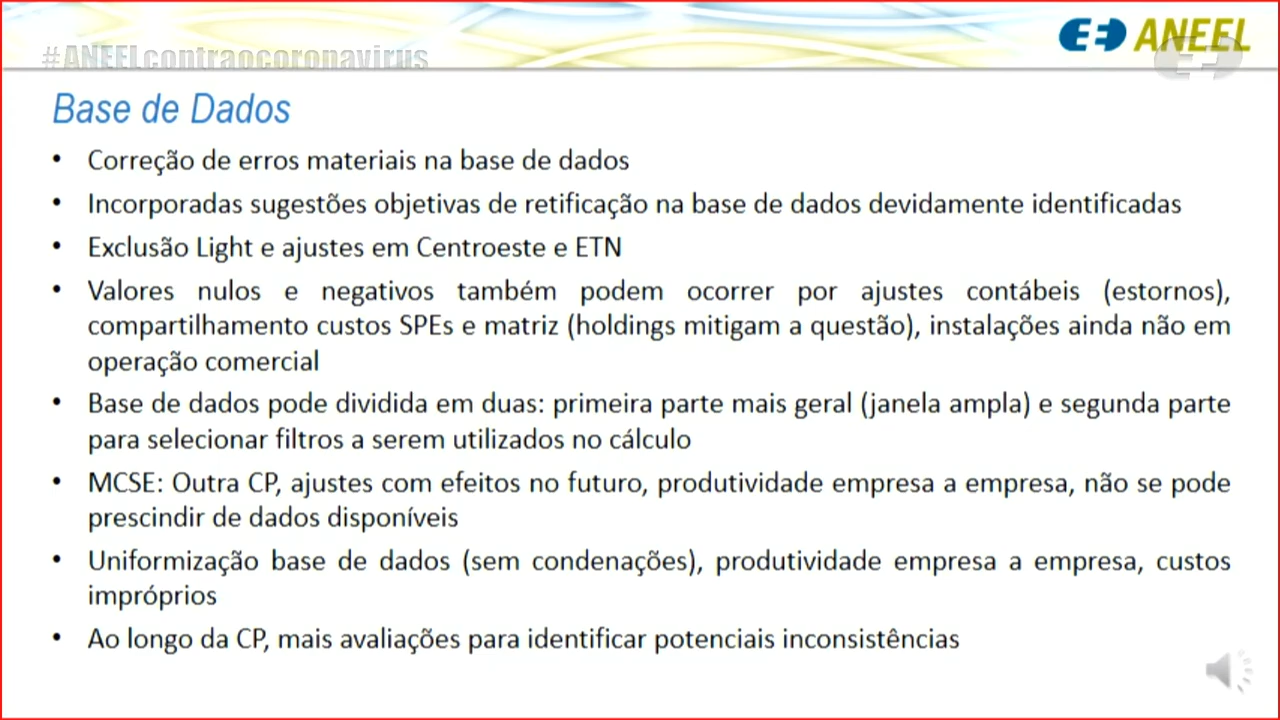 #ANEELcontraocoronavirus
ANEEL
Base de Dados
• Correção de erros materiais na base de dados
• Incorporadas sugestões objetivas de retificação na base de dados devidamente identificadas
• Exclusão Light e ajustes em Centroeste e ETN
• Valores nulos e negativos também podem ocorrer por ajustes contábeis (estornos),
compartilhamento custos SPEs e matriz (holdings mitigam a questão), instalações ainda não em
operação comercial
• Base de dados pode dividida em duas: primeira parte mais geral (janela ampla) e segunda parte
para selecionar filtros a serem utilizados no cálculo
• MCSE: Outra CP, ajustes com efeitos no futuro, produtividade empresa a empresa, não se pode
prescindir de dados disponíveis
• Uniformização base de dados (sem condenações), produtividade empresa a empresa, custos
impróprios
• Ao longo da CP, mais avaliações para identificar potenciais inconsistências